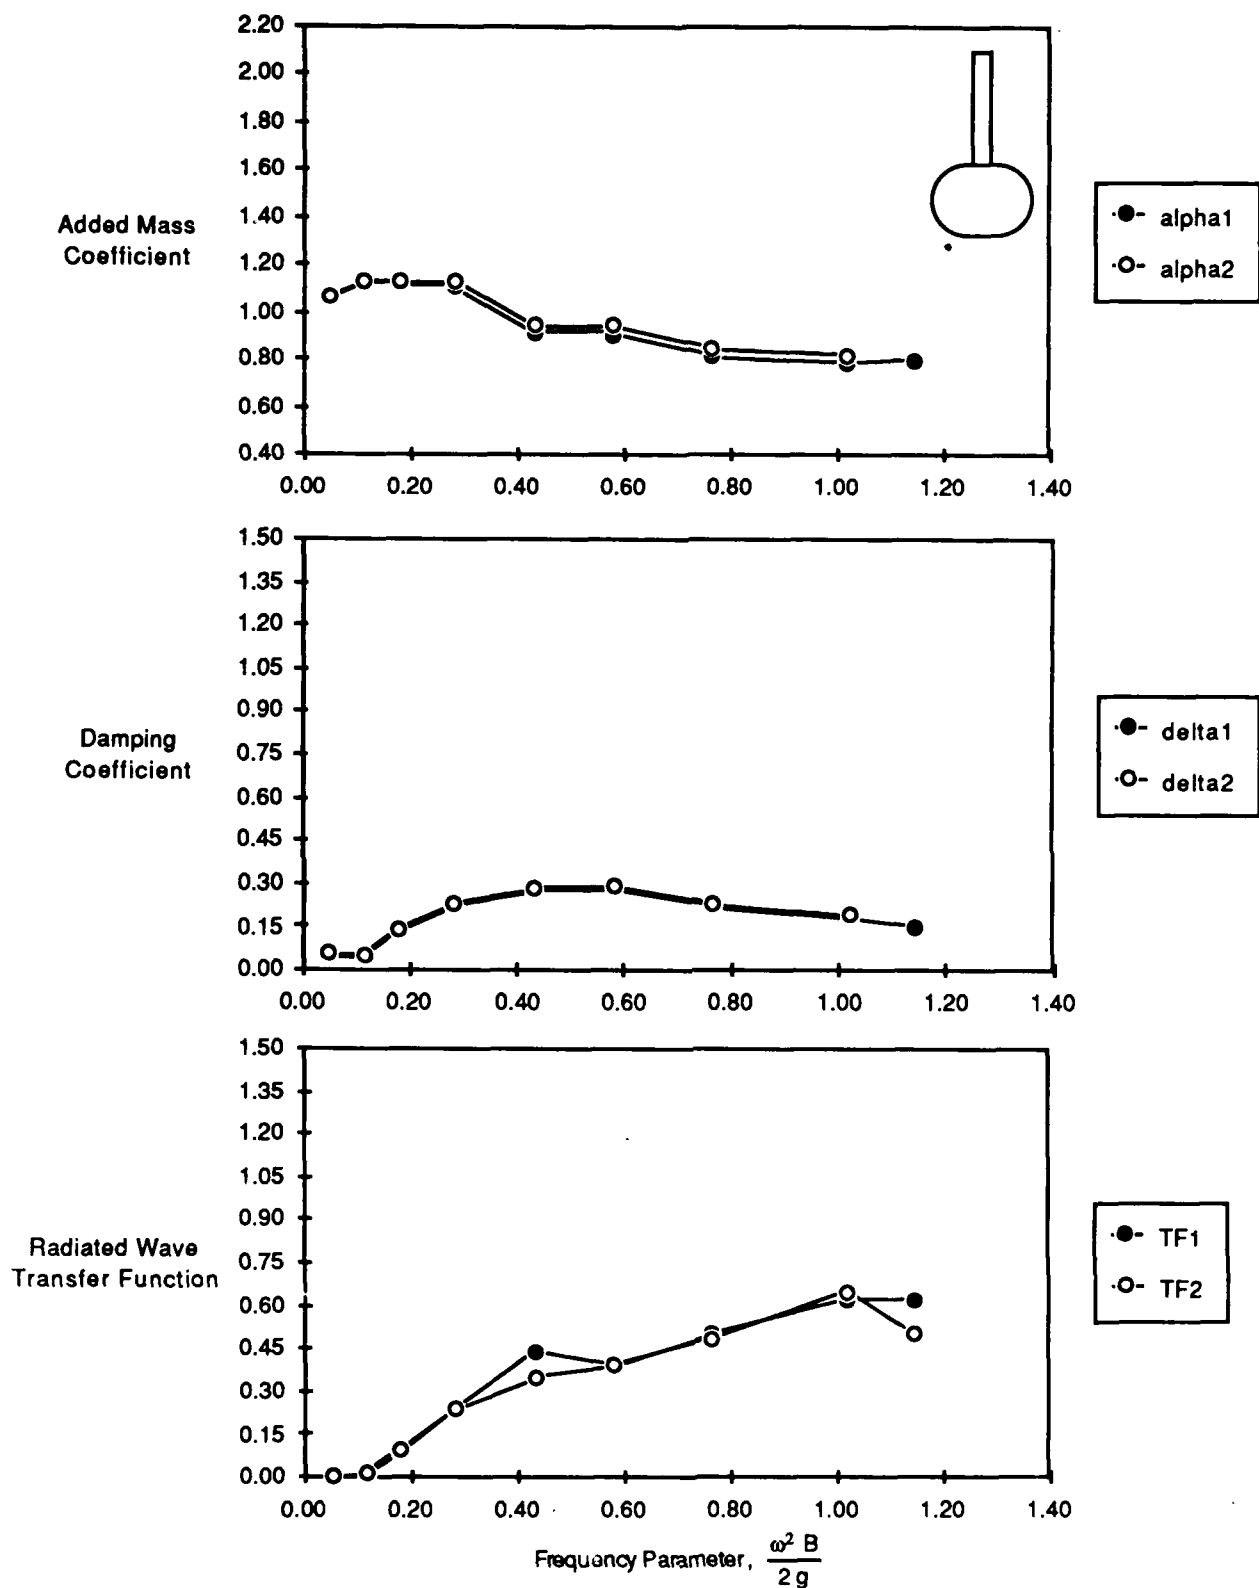 2.20
2.00
1.80
1.60
1.40
1.20
1.00
0.80
0.60
0.40
Added Mass
Coefficient
0.00 0.20 0.40 0.60 0.80 1.00 1.20 1.40
alpha1
alpha2
1.50
1.35
1.20
1.05
0.90
0.75
0.60
0.45
0.30
0.15
0.00
Damping
Coefficient
0.00 0.20 0.40 0.60 0.80 1.00 1.20 1.40
delta1
delta2
1.50
1.35
1.20
1.05
0.90
0.75
0.60
0.45
0.30
0.15
0.00
Radiated Wave
Transfer Function
0.00 0.20 0.40 0.60 0.80 1.00 1.20 1.40
TF1
TF2
Frequency Parameter, ω² B
2 g